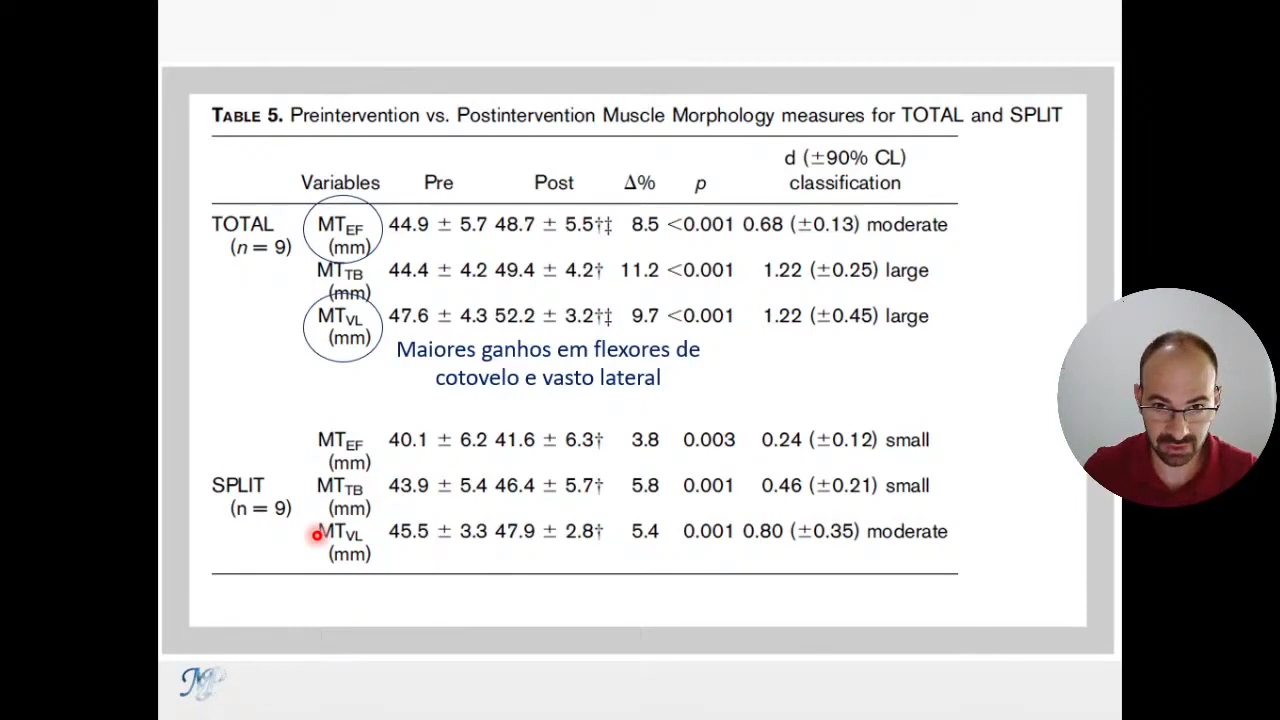 TABLE 5. Preintervention vs. Postintervention Muscle Morphology measures for TOTAL and SPLIT
d (±90% CL)
Variables Pre Post Δ% p classification
TOTAL MT_EF 44.9 ± 5.7 48.7 ± 5.5†‡ 8.5 <0.001 0.68 (±0.13) moderate
(n = 9) (mm)
MT_TB 44.4 ± 4.2 49.4 ± 4.2† 11.2 <0.001 1.22 (±0.25) large
(mm)
MT_VL 47.6 ± 4.3 52.2 ± 3.2†‡ 9.7 <0.001 1.22 (±0.45) large
(mm)
Maiores ganhos em flexores de
cotovelo e vasto lateral
MT_EF 40.1 ± 6.2 41.6 ± 6.3† 3.8 0.003 0.24 (±0.12) small
(mm)
SPLIT MT_TB 43.9 ± 5.4 46.4 ± 5.7† 5.8 0.001 0.46 (±0.21) small
(n = 9) (mm)
MT_VL 45.5 ± 3.3 47.9 ± 2.8† 5.4 0.001 0.80 (±0.35) moderate
(mm)